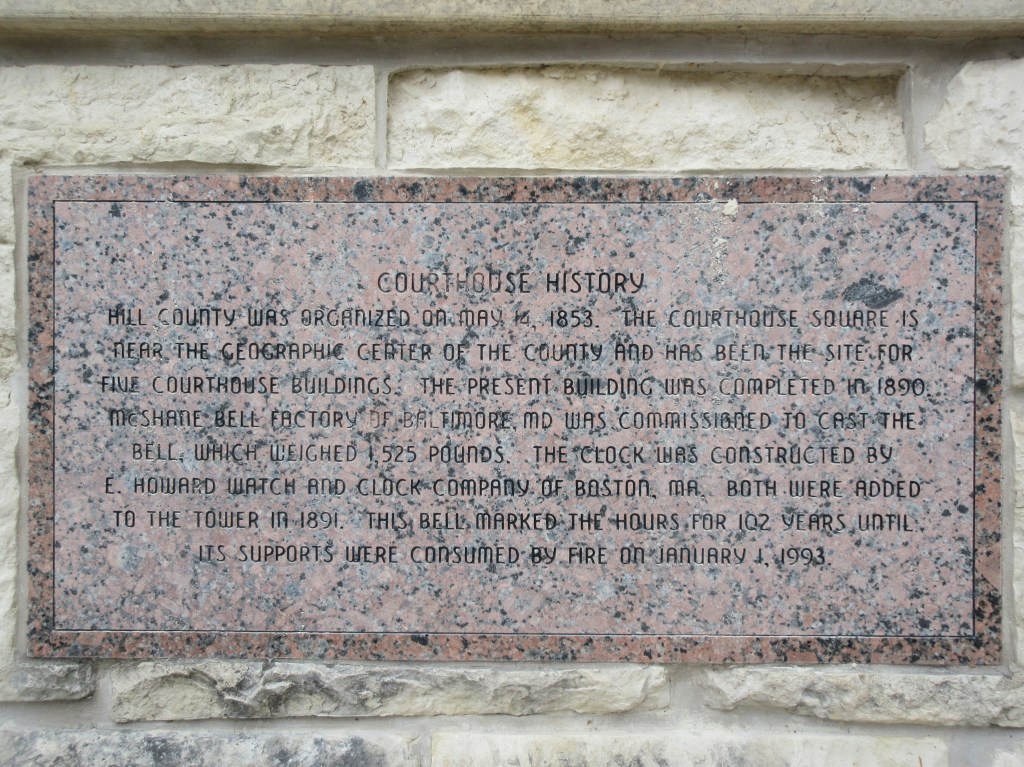 COURTHOUSE HISTORY
HILL COUNTY WAS ORGANIZED ON MAY 14, 1853. THE COURTHOUSE SQUARE IS
NEAR THE GEOGRAPHIC CENTER OF THE COUNTY AND HAS BEEN THE SITE FOR
FIVE COURTHOUSE BUILDINGS. THE PRESENT BUILDING WAS COMPLETED IN 1890.
MCSHANE BELL FACTORY OF BALTIMORE, MD WAS COMMISSIONED TO CAST THE
BELL, WHICH WEIGHED 1,525 POUNDS. THE CLOCK WAS CONSTRUCTED BY
E. HOWARD WATCH AND CLOCK COMPANY OF BOSTON, MA. BOTH WERE ADDED
TO THE TOWER IN 1891. THIS BELL MARKED THE HOURS FOR 102 YEARS UNTIL
ITS SUPPORTS WERE CONSUMED BY FIRE ON JANUARY 1, 1993.